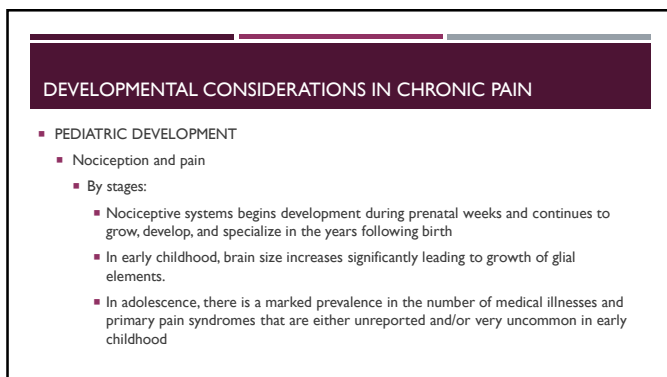 DEVELOPMENTAL CONSIDERATIONS IN CHRONIC PAIN
PEDIATRIC DEVELOPMENT
Nociception and pain
By stages:
Nociceptive systems begins development during prenatal weeks and continues to
grow, develop, and specialize in the years following birth
In early childhood, brain size increases significantly leading to growth of glial
elements.
In adolescence, there is a marked prevalence in the number of medical illnesses and
primary pain syndromes that are either unreported and/or very uncommon in early
childhood